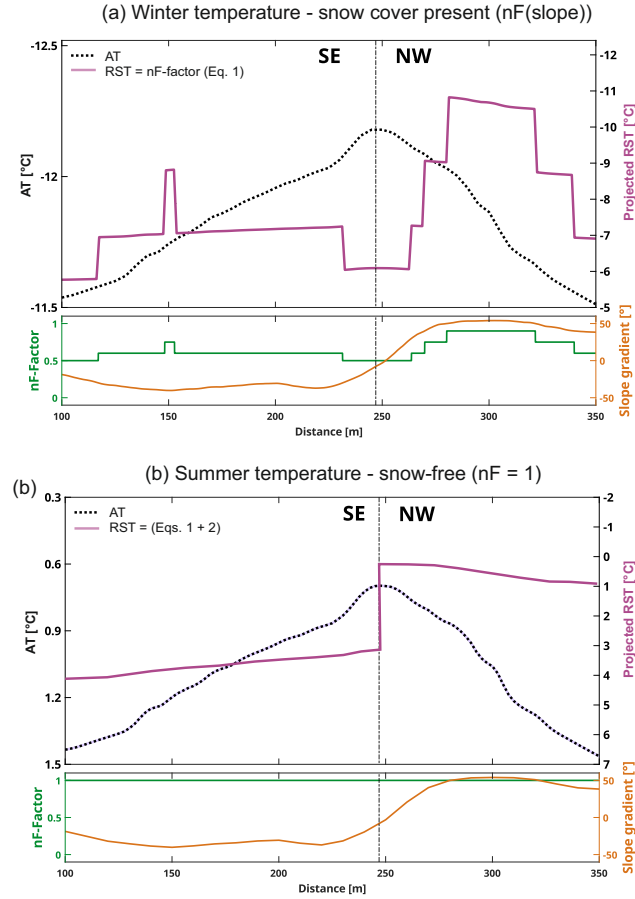 (a) Winter temperature - snow cover present (nF(slope))
-12.5
-12
-11.5
AT [°C]
AT
RST = nF-factor (Eq. 1)
SE
NW
-12
-11
-10
-9
-8
-7
-6
-5
Projected RST [°C]
1
0.5
0
nF-Factor
50
0
-50
Slope gradient [°]
100
150
200
250
300
350
Distance [m]
(b)
(b) Summer temperature - snow-free (nF = 1)
0.3
0.6
0.9
1.2
1.5
AT [°C]
AT
RST = (Eqs. 1 + 2)
SE
NW
-2
-1
0
1
2
3
4
5
6
7
Projected RST [°C]
1
0.5
0
nF-Factor
50
0
-50
Slope gradient [°]
100
150
200
250
300
350
Distance [m]